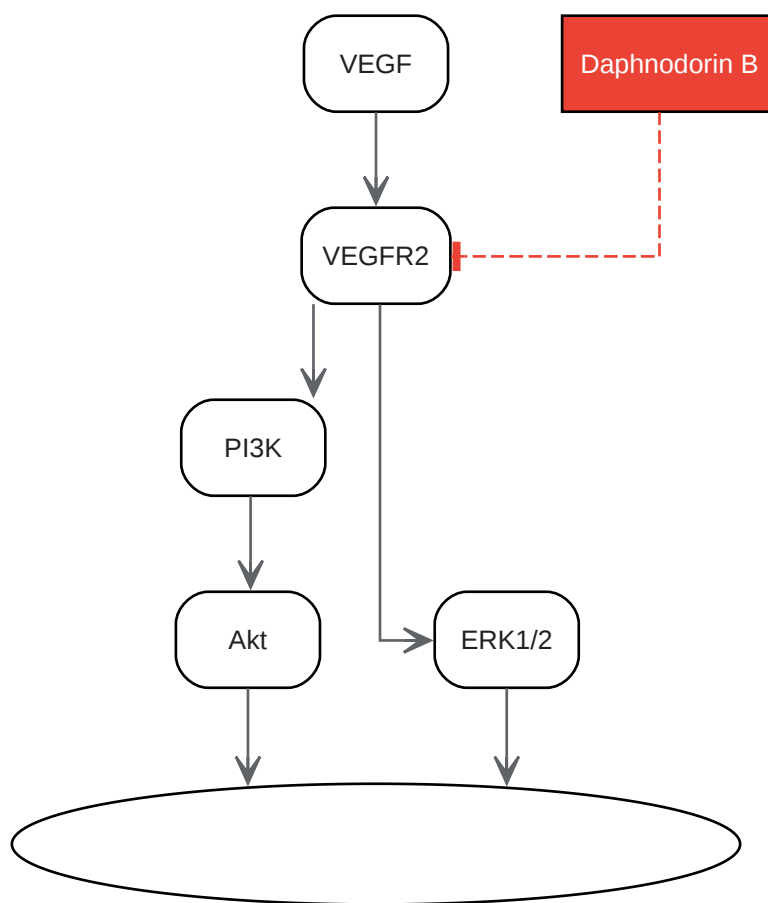 VEGF
Daphnodorin B
VEGFR2
PI3K
Akt
ERK1/2